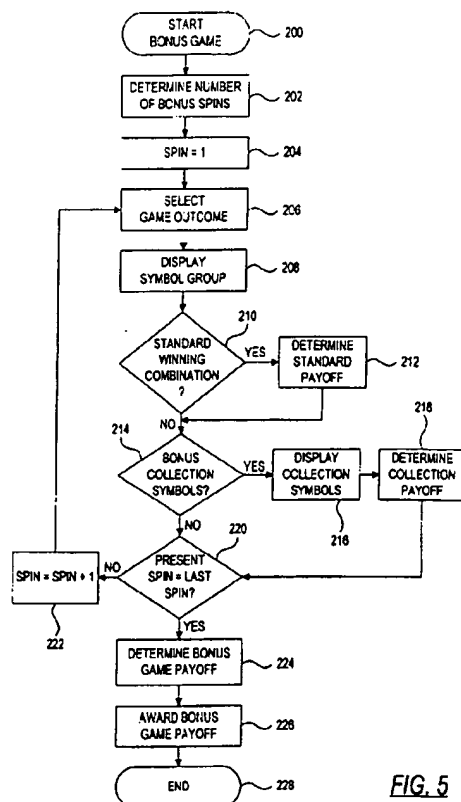 START
BONUS GAME
200
DETERMINE NUMBER
OF BONUS SPINS
202
SPIN = 1
204
SELECT
GAME OUTCOME
206
DISPLAY
SYMBOL GROUP
208
210
STANDARD
WINNING
COMBINATION
?
YES
DETERMINE
STANDARD
PAYOFF
212
NO
214
BONUS
COLLECTION
SYMBOLS?
YES
DISPLAY
COLLECTION
SYMBOLS
216
218
DETERMINE
COLLECTION
PAYOFF
NO
220
PRESENT
SPIN = LAST
SPIN?
NO
SPIN = SPIN + 1
222
YES
DETERMINE BONUS
GAME PAYOFF
224
AWARD BONUS
GAME PAYOFF
226
END
228
FIG. 5